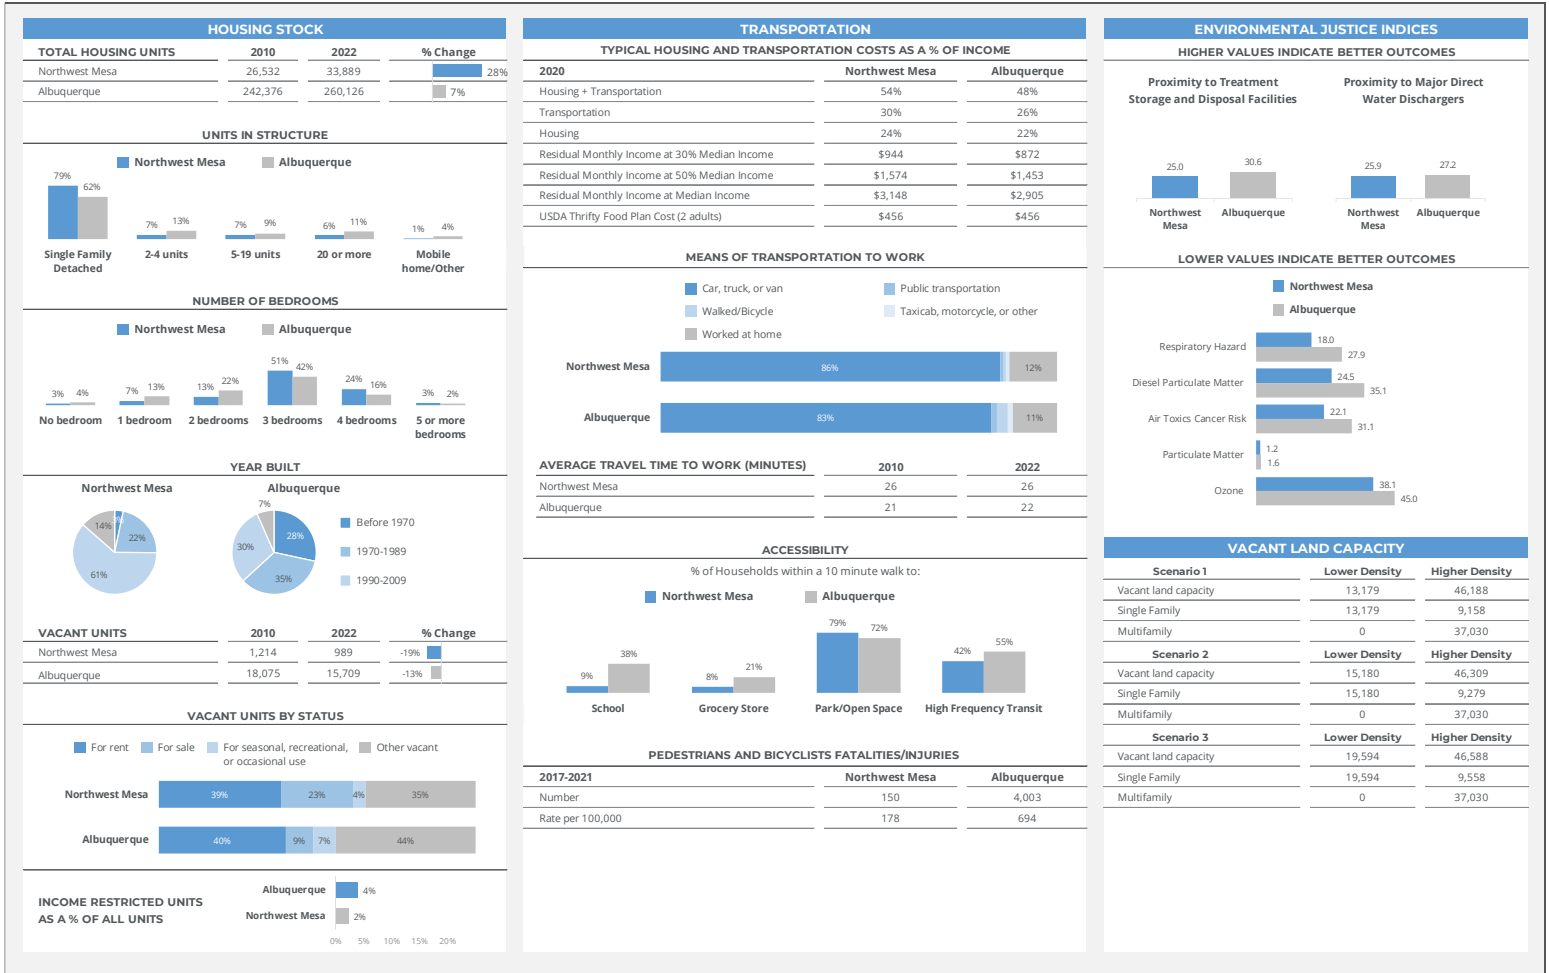 HOUSING STOCK
TOTAL HOUSING UNITS 2010 2022 % Change
Northwest Mesa 26,532 33,889 28%
Albuquerque 242,376 260,126 7%
UNITS IN STRUCTURE
Northwest Mesa Albuquerque
79% 62% 7% 13% 7% 9% 6% 11% 1% 4%
Single Family 2-4 units 5-19 units 20 or more Mobile
Detached home/Other
NUMBER OF BEDROOMS
Northwest Mesa Albuquerque
3% 4% 7% 13% 13% 22% 51% 42% 24% 16% 3% 2%
No bedroom 1 bedroom 2 bedrooms 3 bedrooms 4 bedrooms 5 or more
bedrooms
YEAR BUILT
Northwest Mesa Albuquerque
14% 22% 61%
7% 28% 30% 35%
Before 1970
1970-1989
1990-2009
VACANT UNITS 2010 2022 % Change
Northwest Mesa 1,214 989 -19%
Albuquerque 18,075 15,709 -13%
VACANT UNITS BY STATUS
For rent For sale For seasonal, recreational, Other vacant
or occasional use
Northwest Mesa 39% 23% 4% 35%
Albuquerque 40% 9% 7% 44%
INCOME RESTRICTED UNITS
AS A % OF ALL UNITS
Albuquerque 4%
Northwest Mesa 2%
0% 5% 10% 15% 20%
TRANSPORTATION
TYPICAL HOUSING AND TRANSPORTATION COSTS AS A % OF INCOME
2020 Northwest Mesa Albuquerque
Housing + Transportation 54% 48%
Transportation 30% 26%
Housing 24% 22%
Residual Monthly Income at 30% Median Income $944 $872
Residual Monthly Income at 50% Median Income $1,574 $1,453
Residual Monthly Income at Median Income $3,148 $2,905
USDA Thrifty Food Plan Cost (2 adults) $456 $456
MEANS OF TRANSPORTATION TO WORK
Car, truck, or van Public transportation
Walked/Bicycle Taxicab, motorcycle, or other
Worked at home
Northwest Mesa 86% 12%
Albuquerque 83% 11%
AVERAGE TRAVEL TIME TO WORK (MINUTES) 2010 2022
Northwest Mesa 26 26
Albuquerque 21 22
ACCESSIBILITY
% of Households within a 10 minute walk to:
Northwest Mesa Albuquerque
9% 38% 8% 21% 79% 72% 42% 55%
School Grocery Store Park/Open Space High Frequency Transit
PEDESTRIANS AND BICYCLISTS FATALITIES/INJURIES
2017-2021 Northwest Mesa Albuquerque
Number 150 4,003
Rate per 100,000 178 694
ENVIRONMENTAL JUSTICE INDICES
HIGHER VALUES INDICATE BETTER OUTCOMES
Proximity to Treatment Proximity to Major Direct
Storage and Disposal Facilities Water Dischargers
25.0 30.6 25.9 27.2
Northwest Albuquerque Northwest Albuquerque
Mesa Mesa
LOWER VALUES INDICATE BETTER OUTCOMES
Northwest Mesa
Albuquerque
Respiratory Hazard 18.0 27.9
Diesel Particulate Matter 24.5 35.1
Air Toxics Cancer Risk 22.1 31.1
Particulate Matter 1.2 1.6
Ozone 38.1 45.0
VACANT LAND CAPACITY
Scenario 1 Lower Density Higher Density
Vacant land capacity 13,179 46,188
Single Family 13,179 9,158
Multifamily 0 37,030
Scenario 2 Lower Density Higher Density
Vacant land capacity 15,180 46,309
Single Family 15,180 9,279
Multifamily 0 37,030
Scenario 3 Lower Density Higher Density
Vacant land capacity 19,594 46,588
Single Family 19,594 9,558
Multifamily 0 37,030